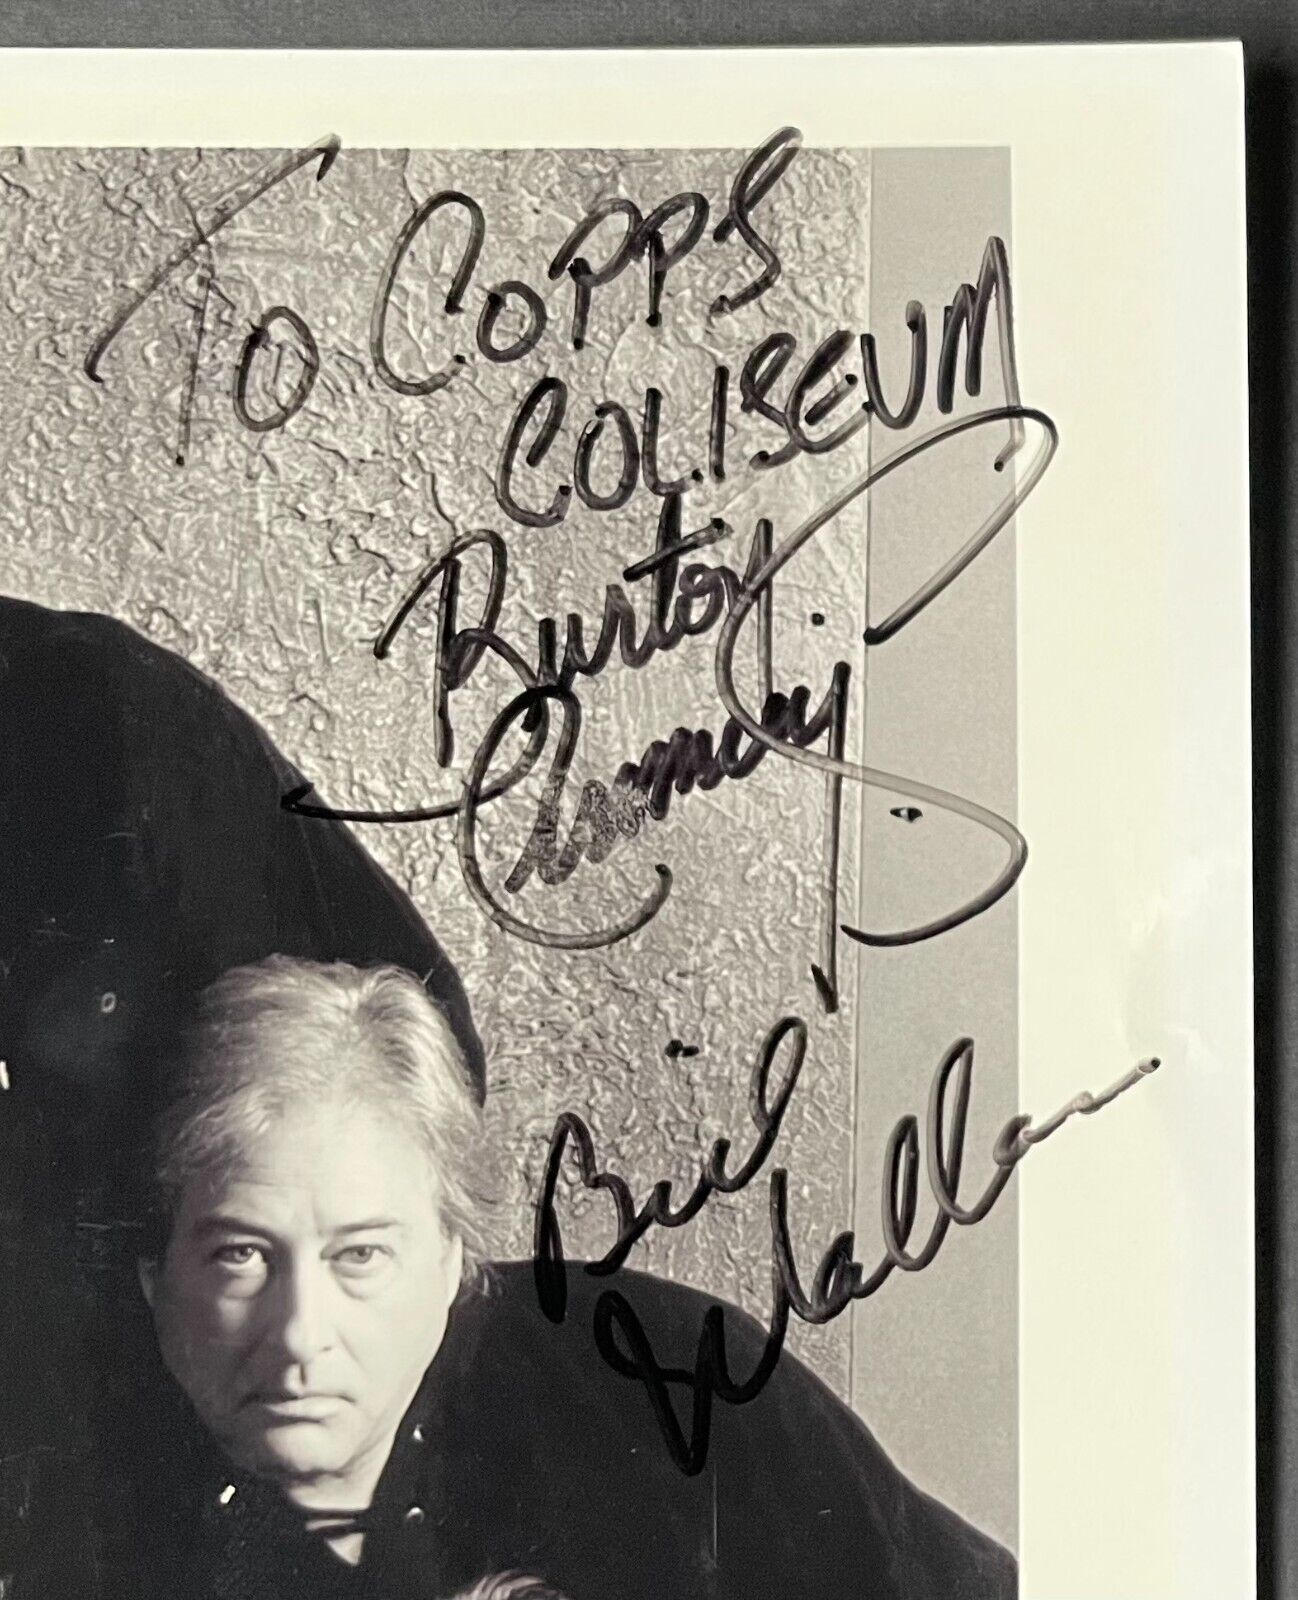 To COPPS
COLISEUM
Burton
Cummings
Bill
Wallace